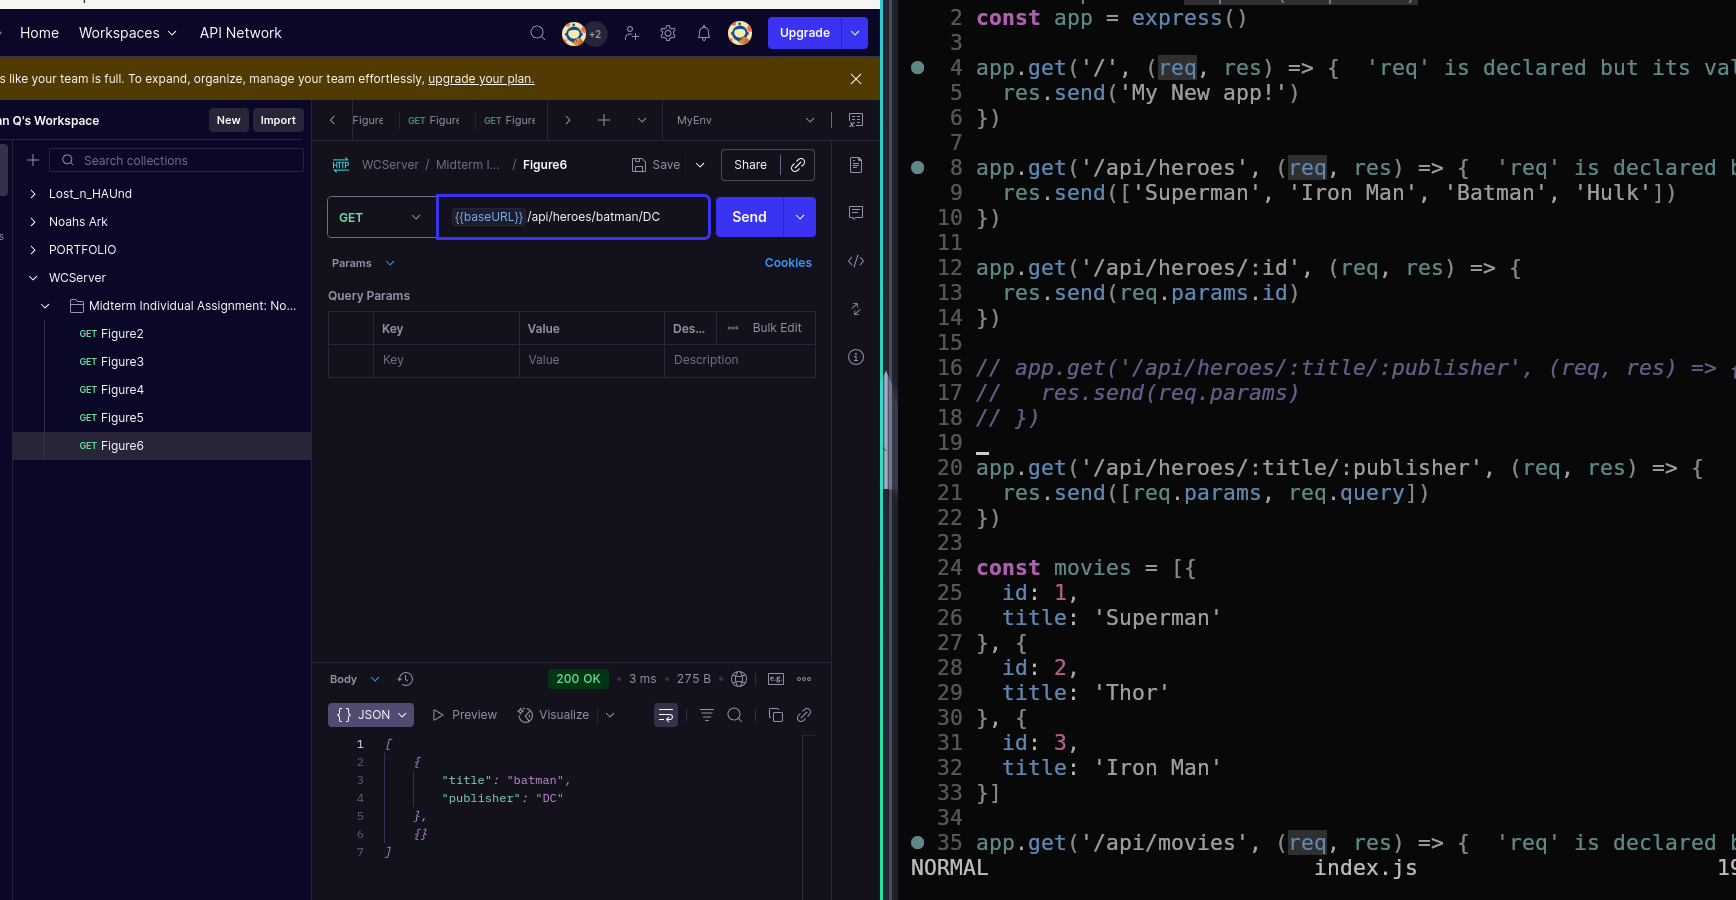 Home Workspaces API Network +2 Upgrade
s like your team is full. To expand, organize, manage your team effortlessly, upgrade your plan.
n Q's Workspace New Import
Search collections
Lost_n_HAUnd
Noahs Ark
PORTFOLIO
WCServer
Midterm Individual Assignment: No...
GET Figure2
GET Figure3
GET Figure4
GET Figure5
GET Figure6
Figure GET Figure GET Figure MyEnv
HTTP WCServer / Midterm I... / Figure6 Save Share
GET {{baseURL}}/api/heroes/batman/DC Send
Params Cookies
Query Params
Key Value Des... Bulk Edit
Key Value Description
Body 200 OK • 3 ms • 275 B • e.g.
{} JSON Preview Visualize
1 [
2 {
3 "title": "batman",
4 "publisher": "DC"
5 },
6 {}
7 ]
2 const app = express()
3
4 app.get('/', (req, res) => { 'req' is declared but its val
5 res.send('My New app!')
6 })
7
8 app.get('/api/heroes', (req, res) => { 'req' is declared b
9 res.send(['Superman', 'Iron Man', 'Batman', 'Hulk'])
10 })
11
12 app.get('/api/heroes/:id', (req, res) => {
13 res.send(req.params.id)
14 })
15
16 // app.get('/api/heroes/:title/:publisher', (req, res) => {
17 // res.send(req.params)
18 // })
19
20 app.get('/api/heroes/:title/:publisher', (req, res) => {
21 res.send([req.params, req.query])
22 })
23
24 const movies = [{
25 id: 1,
26 title: 'Superman'
27 }, {
28 id: 2,
29 title: 'Thor'
30 }, {
31 id: 3,
32 title: 'Iron Man'
33 }]
34
35 app.get('/api/movies', (req, res) => { 'req' is declared b
NORMAL index.js 19